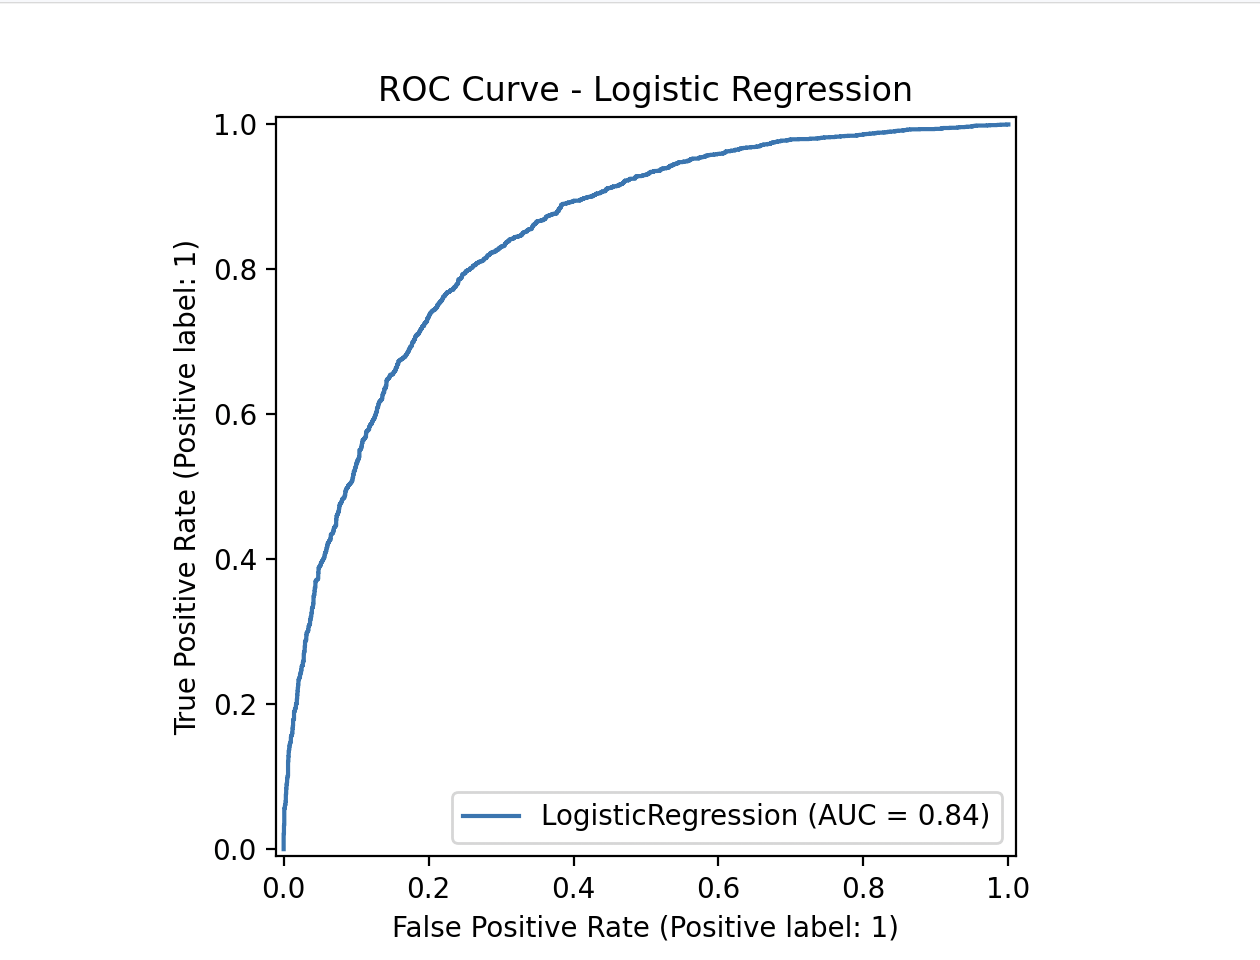 ROC Curve - Logistic Regression
True Positive Rate (Positive label: 1)
1.0
0.8
0.6
0.4
0.2
0.0
LogisticRegression (AUC = 0.84)
0.0 0.2 0.4 0.6 0.8 1.0
False Positive Rate (Positive label: 1)